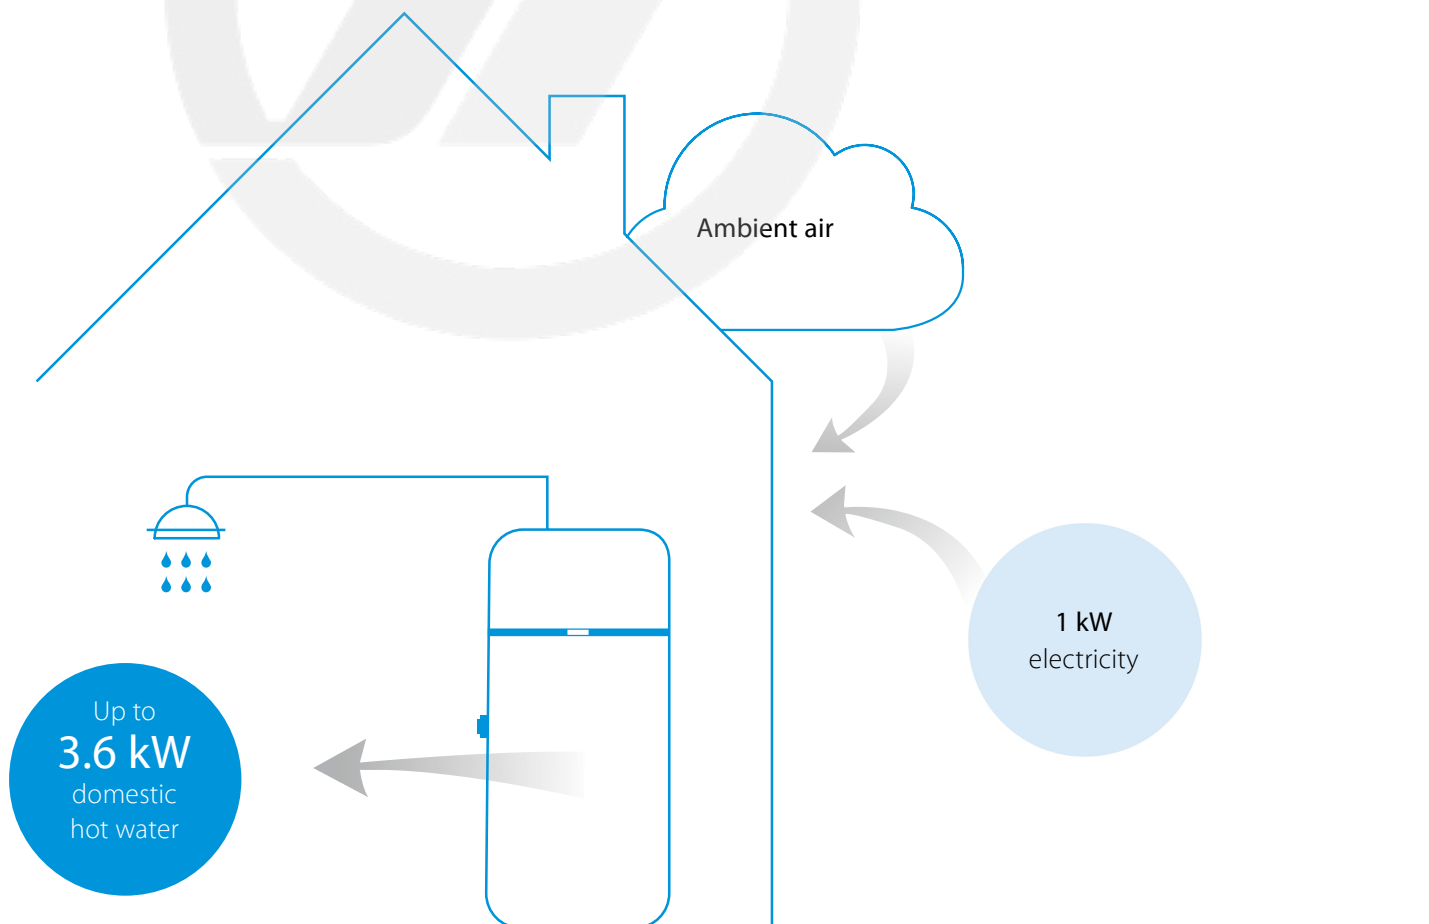 Ambient air
1 kW
electricity
Up to
3.6 kW
domestic
hot water